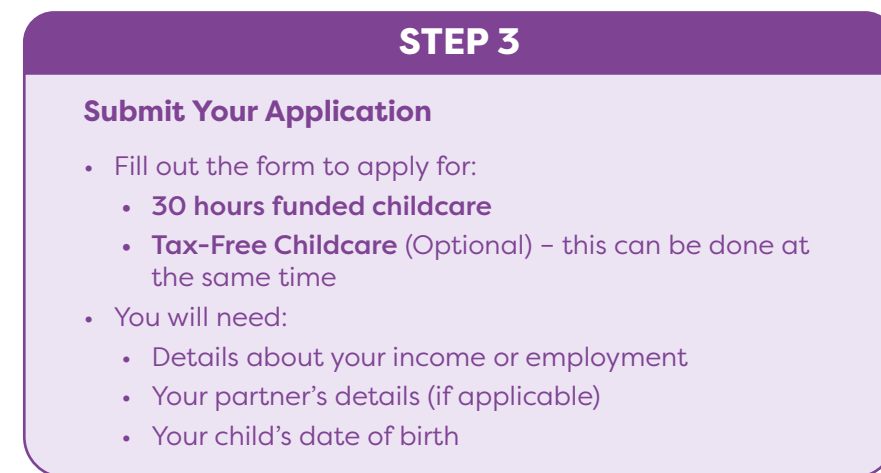 STEP 3
Submit Your Application
• Fill out the form to apply for:
• 30 hours funded childcare
• Tax-Free Childcare (Optional) – this can be done at
the same time
• You will need:
• Details about your income or employment
• Your partner’s details (if applicable)
• Your child’s date of birth